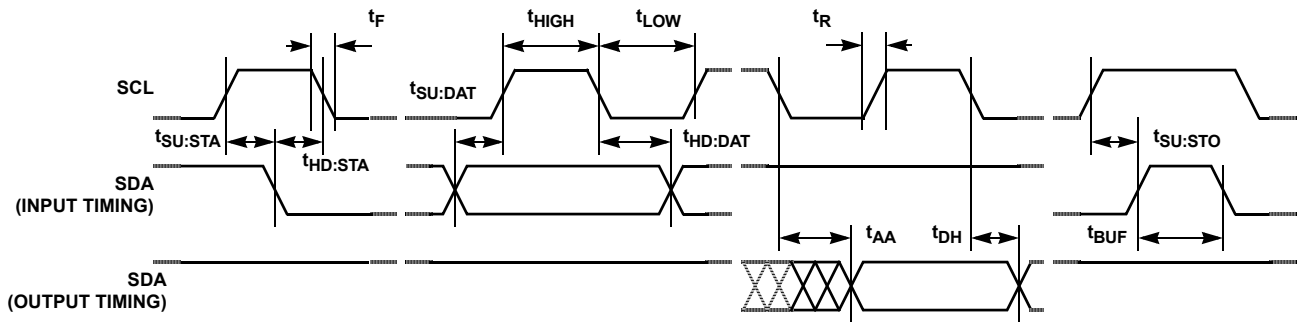 tF
tHIGH
tLOW
tR
SCL
tSU:DAT
tSU:STA
tHD:STA
tHD:DAT
tSU:STO
SDA
(INPUT TIMING)
tAA
tDH
tBUF
SDA
(OUTPUT TIMING)